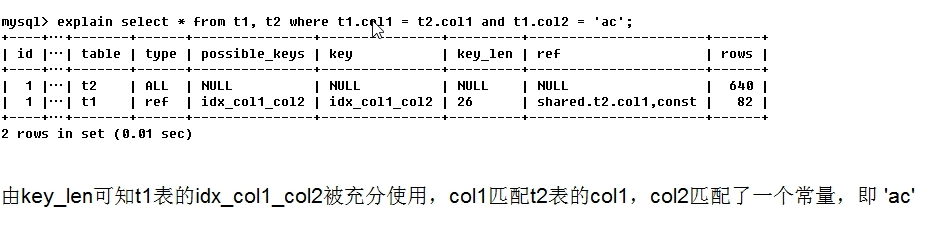 mysql> explain select * from t1, t2 where t1.col1 = t2.col1 and t1.col2 = 'ac';
+----+...+-------+------+---------------+---------------+---------+----------------------+------+
| id |...| table | type | possible_keys | key | key_len | ref | rows |
+----+...+-------+------+---------------+---------------+---------+----------------------+------+
| 1 |...| t2 | ALL | NULL | NULL | NULL | NULL | 640 |
| 1 |...| t1 | ref | idx_col1_col2 | idx_col1_col2 | 26 | shared.t2.col1,const | 82 |
+----+...+-------+------+---------------+---------------+---------+----------------------+------+
2 rows in set (0.01 sec)
由key_len可知t1表的idx_col1_col2被充分使用，col1匹配t2表的col1，col2匹配了一个常量，即 'ac'